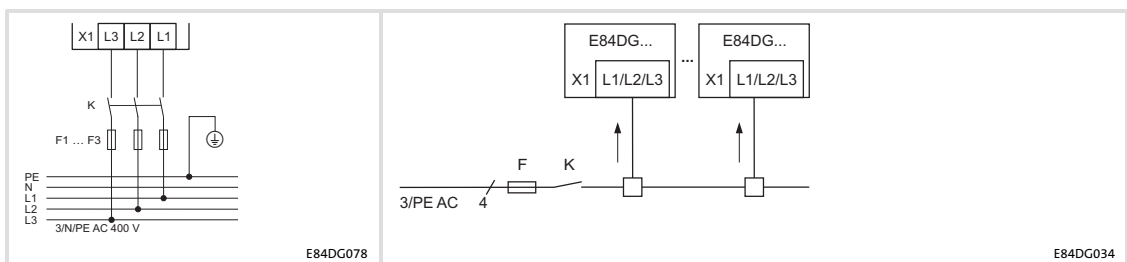 X1 L3 L2 L1
K
F1 … F3
PE
N
L1
L2
L3
3/N/PE AC 400 V
E84DG078
E84DG... ... E84DG...
X1 L1/L2/L3 X1 L1/L2/L3
F K
3/PE AC 4
E84DG034